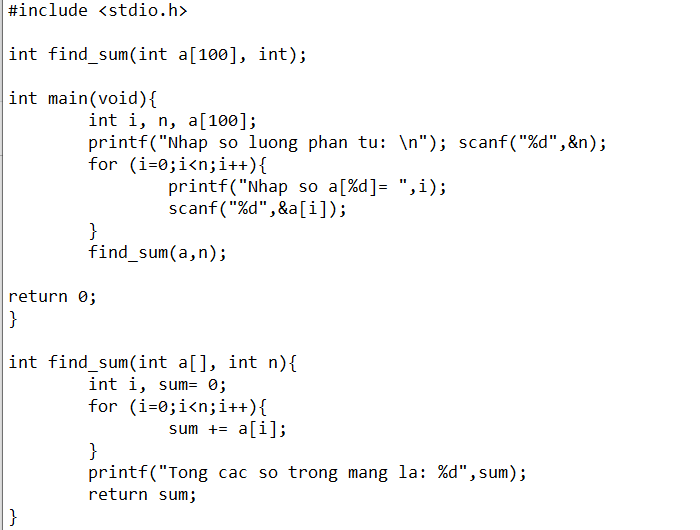 #include <stdio.h>

int find_sum(int a[100], int);

int main(void){
        int i, n, a[100];
        printf("Nhap so luong phan tu: \n"); scanf("%d",&n);
        for (i=0;i<n;i++){
                printf("Nhap so a[%d]= ",i);
                scanf("%d",&a[i]);
        }
        find_sum(a,n);

return 0;
}

int find_sum(int a[], int n){
        int i, sum= 0;
        for (i=0;i<n;i++){
                sum += a[i];
        }
        printf("Tong cac so trong mang la: %d",sum);
        return sum;
}